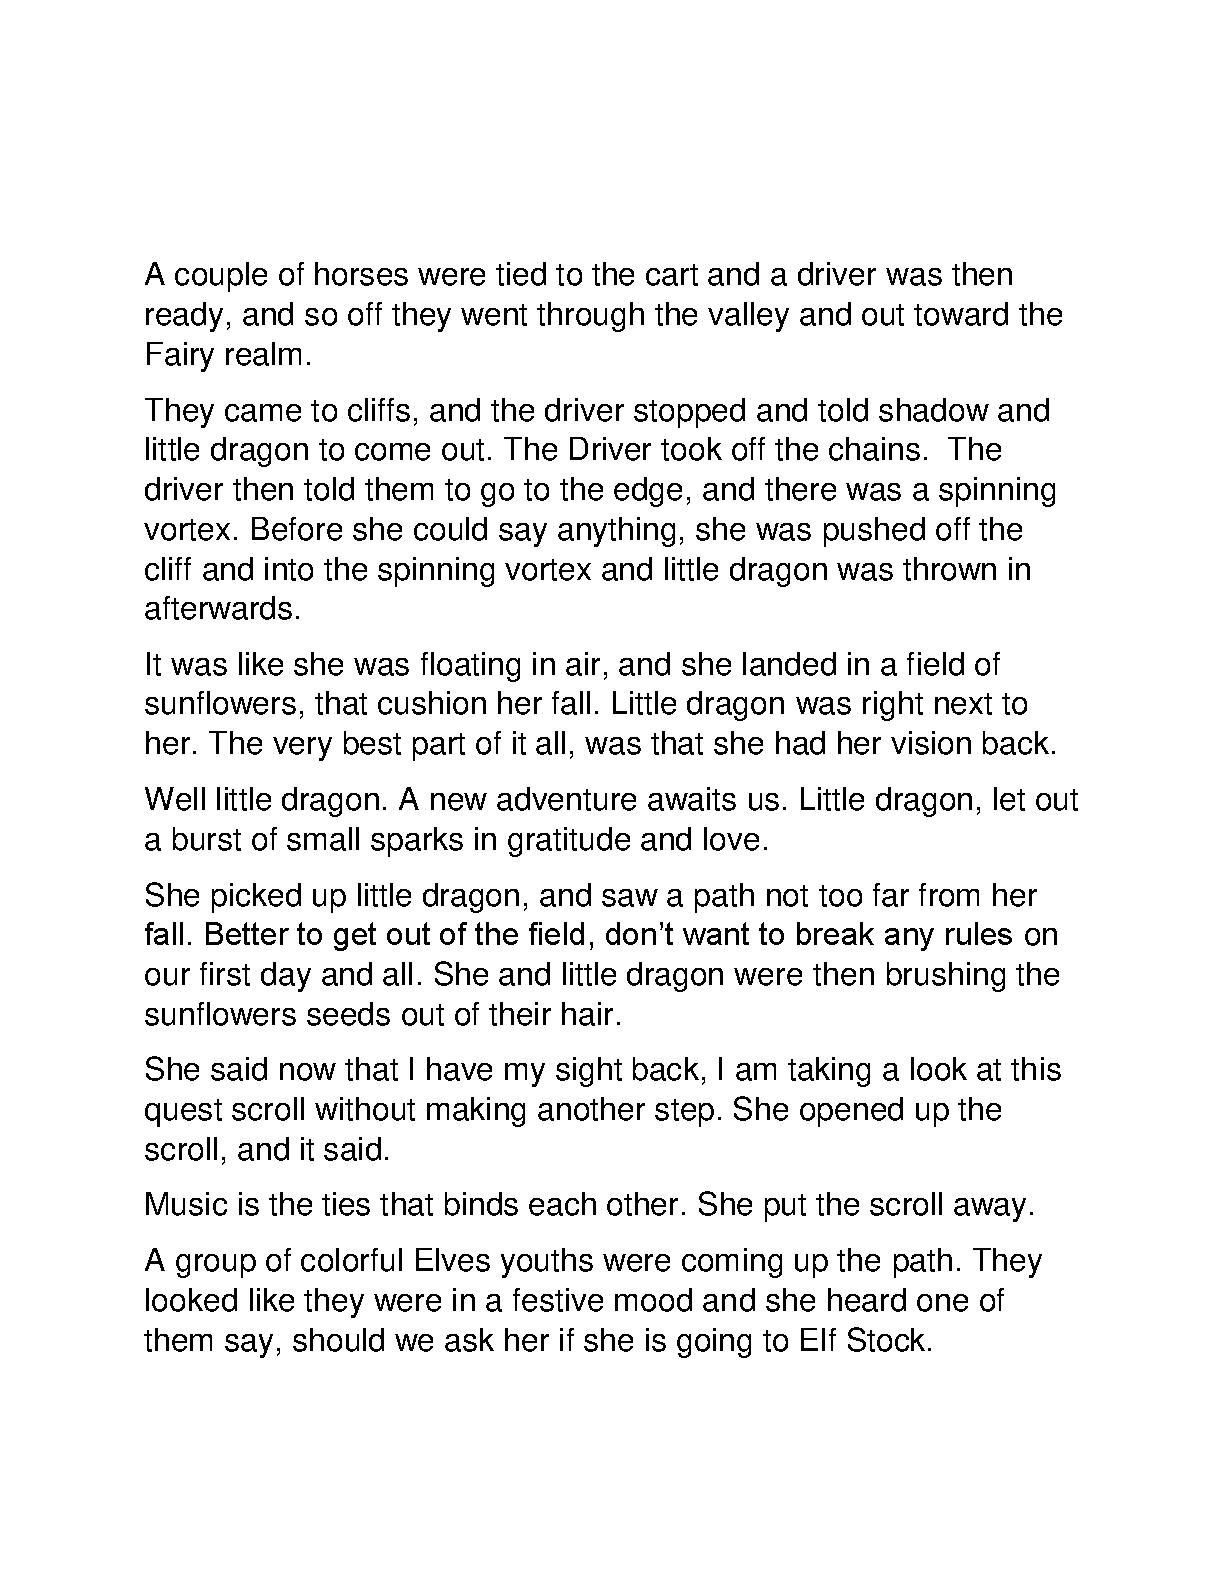 A couple of horses were tied to the cart and a driver was then
ready, and so off they went through the valley and out toward the
Fairy realm.
They came to cliffs, and the driver stopped and told shadow and
little dragon to come out. The Driver took off the chains.  The
driver then told them to go to the edge, and there was a spinning
vortex. Before she could say anything, she was pushed off the
cliff and into the spinning vortex and little dragon was thrown in
afterwards.
It was like she was floating in air, and she landed in a field of
sunflowers, that cushion her fall. Little dragon was right next to
her. The very best part of it all, was that she had her vision back.
Well little dragon. A new adventure awaits us. Little dragon, let out
a burst of small sparks in gratitude and love.
She picked up little dragon, and saw a path not too far from her
fall. Better to get out of the field, don’t want to break any rules on
our first day and all. She and little dragon were then brushing the
sunflowers seeds out of their hair.
She said now that I have my sight back, I am taking a look at this
quest scroll without making another step. She opened up the
scroll, and it said.
Music is the ties that binds each other. She put the scroll away.
A group of colorful Elves youths were coming up the path. They
looked like they were in a festive mood and she heard one of
them say, should we ask her if she is going to Elf Stock.